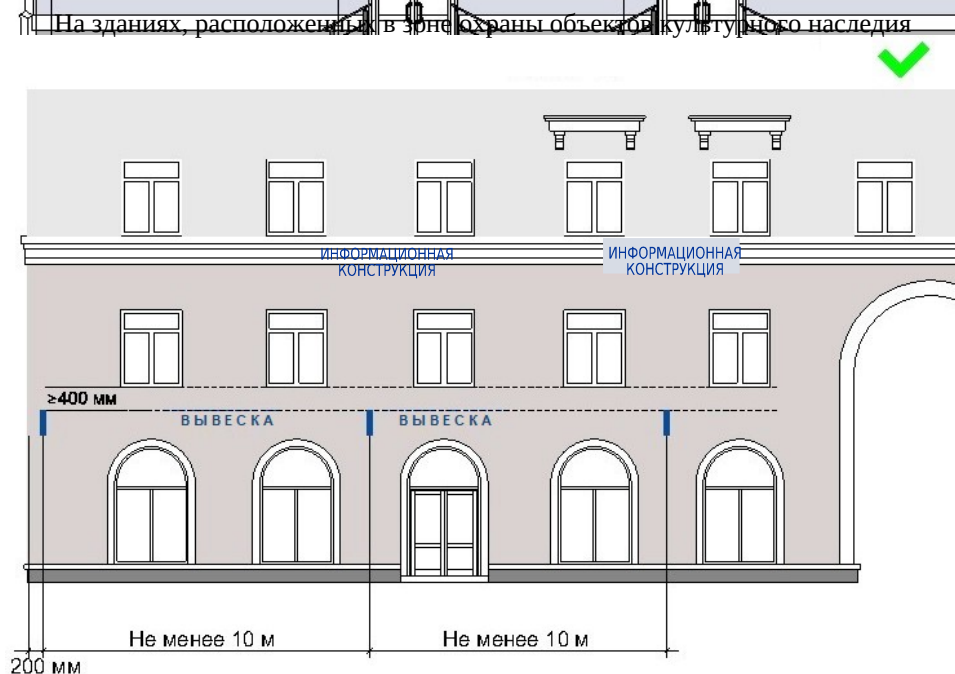 На зданиях, расположенных в зоне охраны объектов культурного наследия
ИНФОРМАЦИОННАЯ
КОНСТРУКЦИЯ
ИНФОРМАЦИОННАЯ
КОНСТРУКЦИЯ
≥400 мм
ВЫВЕСКА
ВЫВЕСКА
Не менее 10 м
Не менее 10 м
200 мм